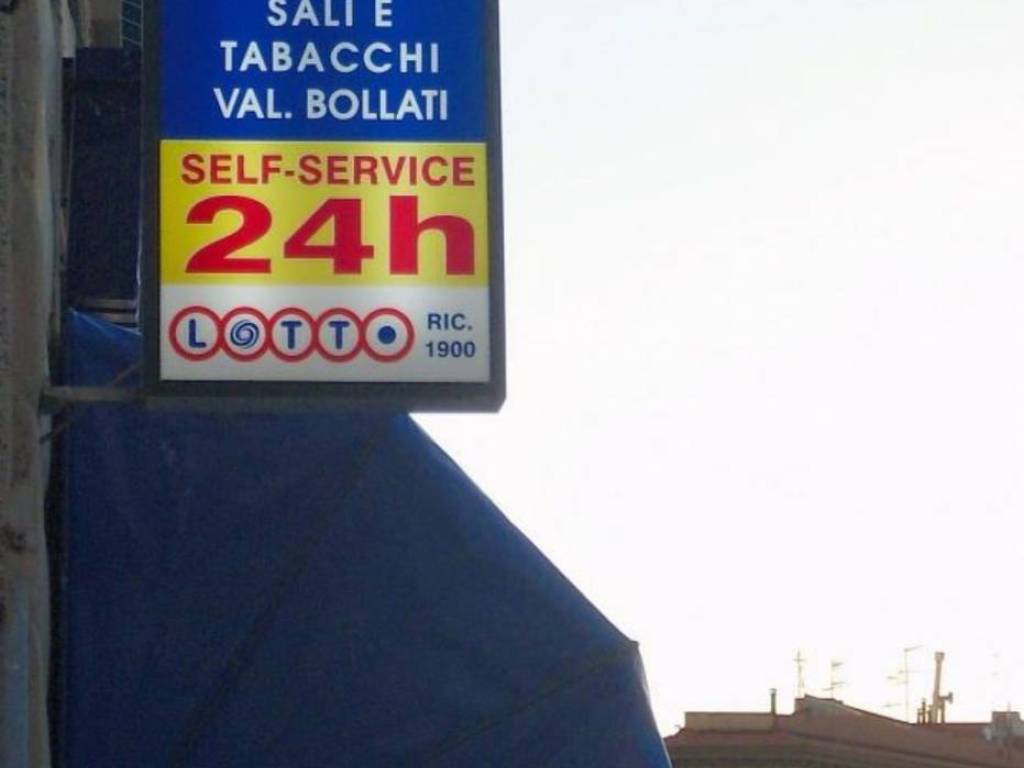 SALI E
TABACCHI
VAL. BOLLATI
SELF-SERVICE
24h
LOTTO
RIC.
1900